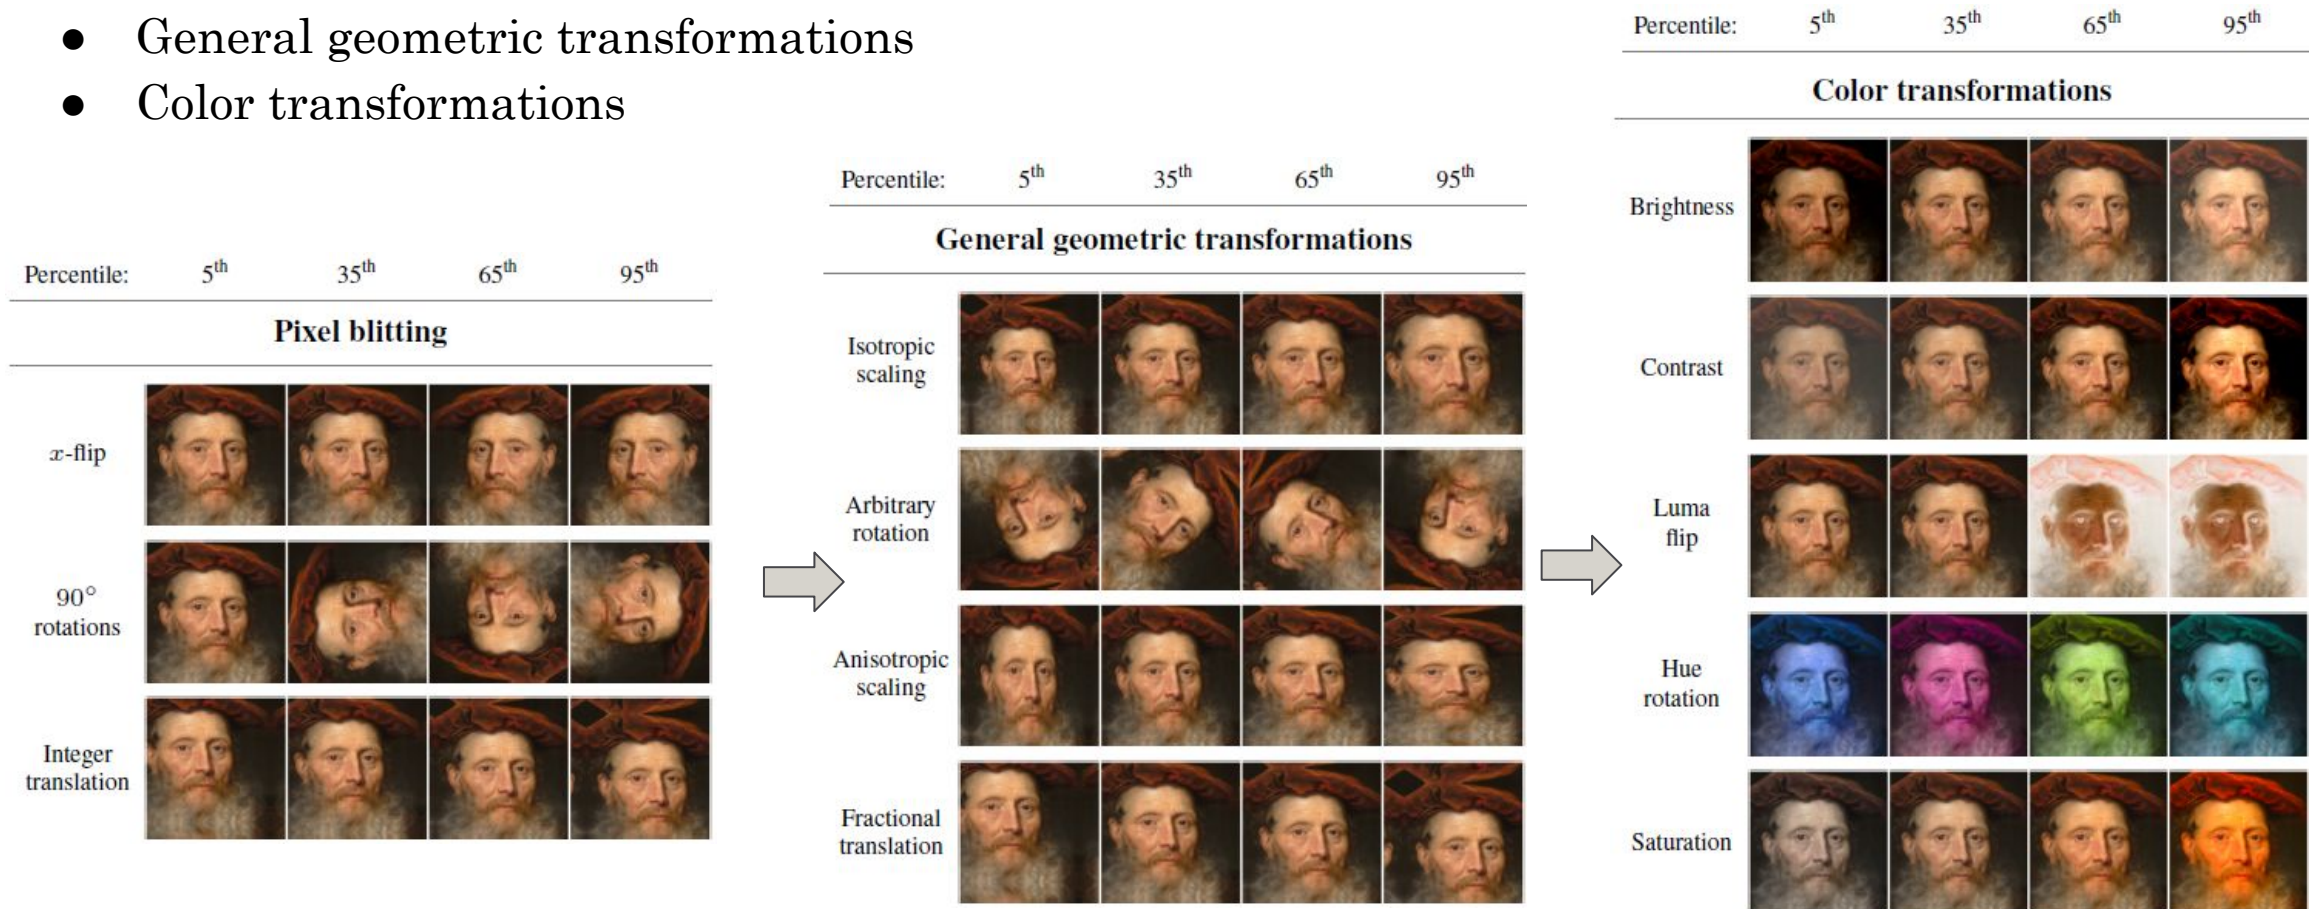 ● General geometric transformations
● Color transformations
Percentile: 5th 35th 65th 95th
Pixel blitting
x-flip
90°
rotations
Integer
translation
Percentile: 5th 35th 65th 95th
General geometric transformations
Isotropic
scaling
Arbitrary
rotation
Anisotropic
scaling
Fractional
translation
Percentile: 5th 35th 65th 95th
Color transformations
Brightness
Contrast
Luma
flip
Hue
rotation
Saturation